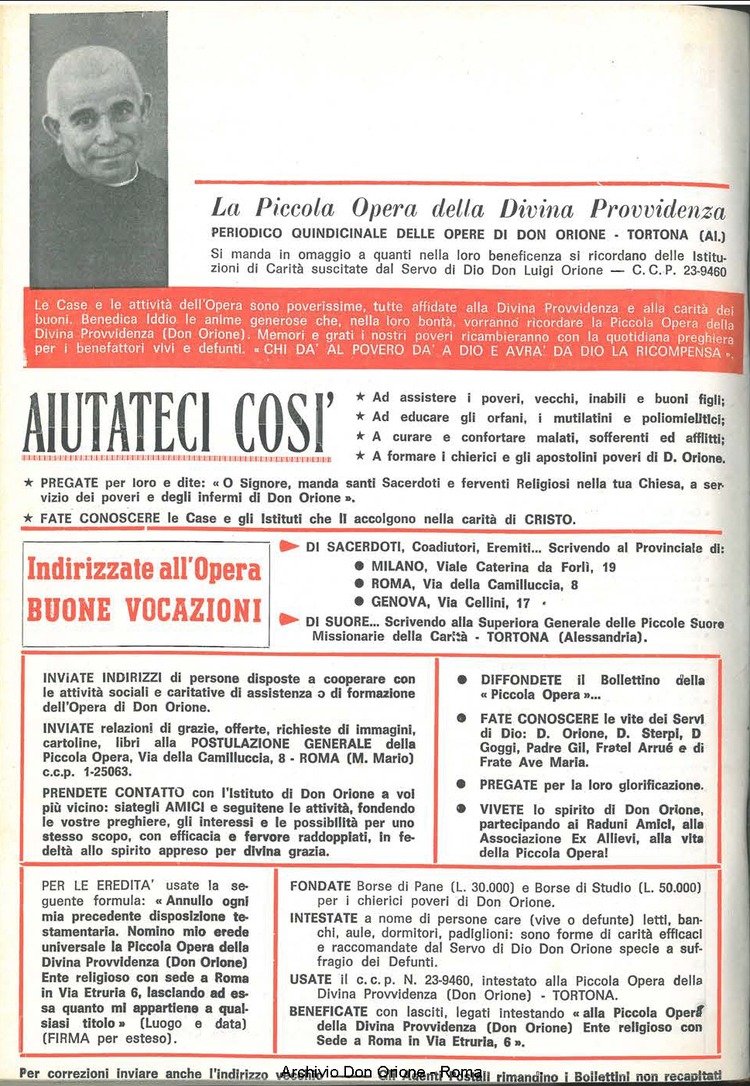 La Piccola Opera della Divina Provvidenza
PERIODICO QUINDICINALE DELLE OPERE DI DON ORIONE - TORTONA (Al.)
Si manda in omaggio a quanti nella loro beneficenza si ricordano delle Istitu-
zioni di Carità suscitate dal Servo di Dio Don Luigi Orione — C. C. P. 23-9460
Le Case e le attività dell'Opera sono poverissime, tutte affidate alla Divina Provvidenza e alla carità dei
buoni. Benedica Iddio le anime generose che, nella loro bontà, vorranno ricordare la Piccola Opera della
Divina Provvidenza (Don Orione). Memori e grati i nostri poveri ricambieranno con la quotidiana preghiera
per i benefattori vivi e defunti. « CHI DA' AL POVERO DA' A DIO E AVRA' DA DIO LA RICOMPENSA ».
AIUTATECI COSI'
★ Ad assistere i poveri, vecchi, inabili e buoni figli;
★ Ad educare gli orfani, i mutilatini e poliomielitici;
★ A curare e confortare malati, sofferenti ed afflitti;
★ A formare i chierici e gli apostolini poveri di D. Orione.
★ PREGATE per loro e dite: « O Signore, manda santi Sacerdoti e ferventi Religiosi nella tua Chiesa, a ser-
vizio dei poveri e degli infermi di Don Orione ».
★ FATE CONOSCERE le Case e gli Istituti che li accolgono nella carità di CRISTO.
Indirizzate all'Opera
BUONE VOCAZIONI
DI SACERDOTI, Coadiutori, Eremiti... Scrivendo al Provinciale di:
● MILANO, Viale Caterina da Forlì, 19
● ROMA, Via della Camilluccia, 8
● GENOVA, Via Cellini, 17
DI SUORE... Scrivendo alla Superiora Generale delle Piccole Suore
Missionarie della Carità - TORTONA (Alessandria).
INVIATE INDIRIZZI di persone disposte a cooperare con
le attività sociali e caritative di assistenza o di formazione
dell'Opera di Don Orione.
INVIATE relazioni di grazie, offerte, richieste di immagini,
cartoline, libri alla POSTULAZIONE GENERALE della
Piccola Opera, Via della Camilluccia, 8 - ROMA (M. Mario)
c.c.p. 1-25063.
PRENDETE CONTATTO con l'Istituto di Don Orione a voi
più vicino: siategli AMICI e seguitene le attività, fondendo
le vostre preghiere, gli interessi e le possibilità per uno
stesso scopo, con efficacia e fervore raddoppiati, in fe-
deltà allo spirito appreso per divina grazia.
● DIFFONDETE il Bollettino della
« Piccola Opera »...
● FATE CONOSCERE le vite dei Servi
di Dio: D. Orione, D. Sterpi, D
Goggi, Padre Gil, Fratel Arrué e di
Frate Ave Maria.
● PREGATE per la loro glorificazione.
● VIVETE lo spirito di Don Orione,
partecipando ai Raduni Amici, alla
Associazione Ex Allievi, alla vita
della Piccola Opera!
PER LE EREDITA' usate la se-
guente formula: « Annullo ogni
mia precedente disposizione te-
stamentaria. Nomino mio erede
universale la Piccola Opera della
Divina Provvidenza (Don Orione)
Ente religioso con sede a Roma
in Via Etruria 6, lasciando ad es-
sa quanto mi appartiene a qual-
siasi titolo » (Luogo e data)
(FIRMA per esteso).
FONDATE Borse di Pane (L. 30.000) e Borse di Studio (L. 50.000)
per i chierici poveri di Don Orione.
INTESTATE a nome di persone care (vive o defunte) letti, ban-
chi, aule, dormitori, padiglioni: sono forme di carità efficaci
e raccomandate dal Servo di Dio Don Orione specie a suf-
fragio dei Defunti.
USATE il c. c. p. N. 23-9460, intestato alla Piccola Opera della
Divina Provvidenza (Don Orione) - TORTONA.
BENEFICATE con lasciti, legati intestando « alla Piccola Opera
della Divina Provvidenza (Don Orione) Ente religioso con
Sede a Roma in Via Etruria, 6 ».
Per correzioni inviare anche l'indirizzo vecchio — Gli Agenti Postali rimandino i Bollettini non recapitati
Archivio Don Orione - Roma